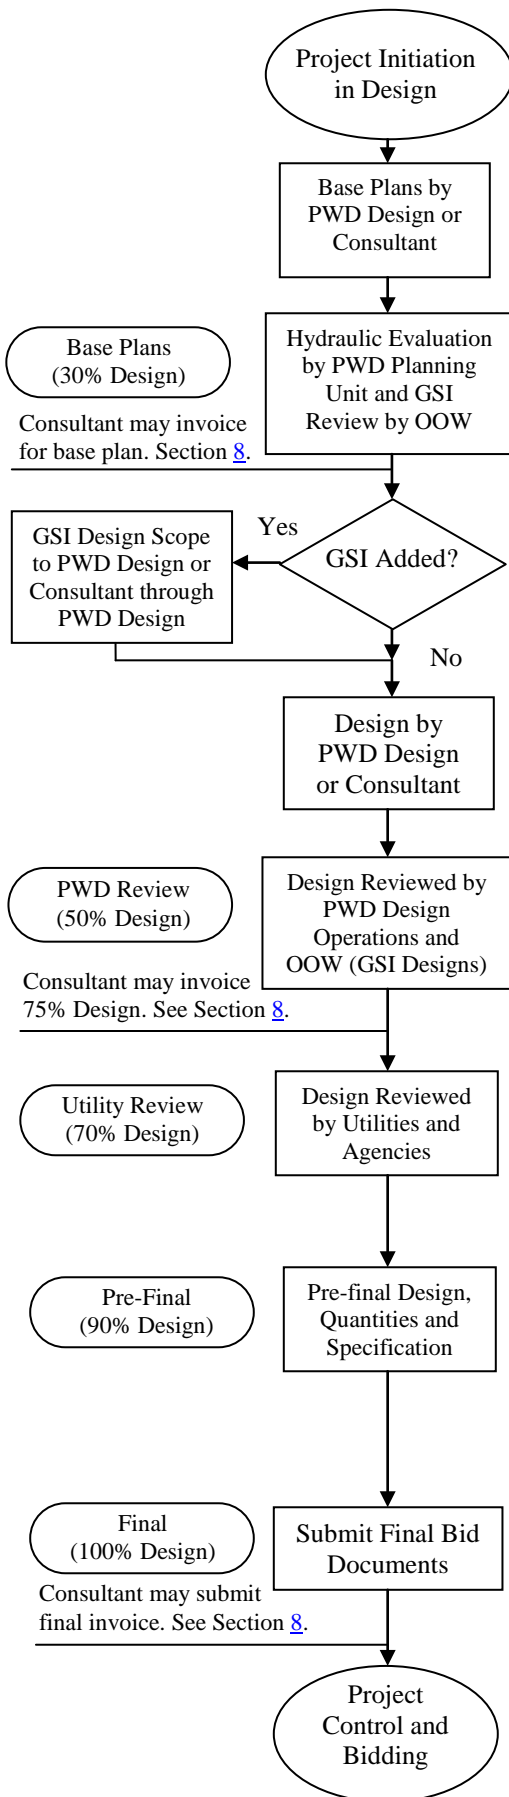 Project Initiation
in Design
Base Plans by
PWD Design or
Consultant
Base Plans
(30% Design)
Hydraulic Evaluation
by PWD Planning
Unit and GSI
Review by OOW
Consultant may invoice
for base plan. Section 8.
GSI Design Scope
to PWD Design or
Consultant through
PWD Design
Yes
GSI Added?
No
Design by
PWD Design
or Consultant
PWD Review
(50% Design)
Design Reviewed by
PWD Design
Operations and
OOW (GSI Designs)
Consultant may invoice
75% Design. See Section 8.
Utility Review
(70% Design)
Design Reviewed
by Utilities and
Agencies
Pre-Final
(90% Design)
Pre-final Design,
Quantities and
Specification
Final
(100% Design)
Submit Final Bid
Documents
Consultant may submit
final invoice. See Section 8.
Project
Control and
Bidding